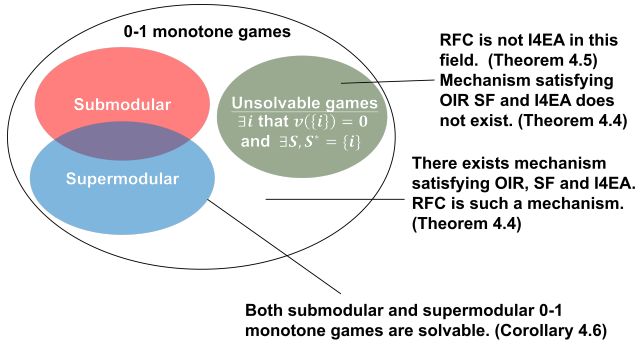 0-1 monotone games
Submodular
Supermodular
Unsolvable games
∃i that v({i}) = 0
and ∃S, S* = {i}
RFC is not I4EA in this
field. (Theorem 4.5)
Mechanism satisfying
OIR SF and I4EA does
not exist. (Theorem 4.4)
There exists mechanism
satisfying OIR, SF and I4EA.
RFC is such a mechanism.
(Theorem 4.4)
Both submodular and supermodular 0-1
monotone games are solvable. (Corollary 4.6)